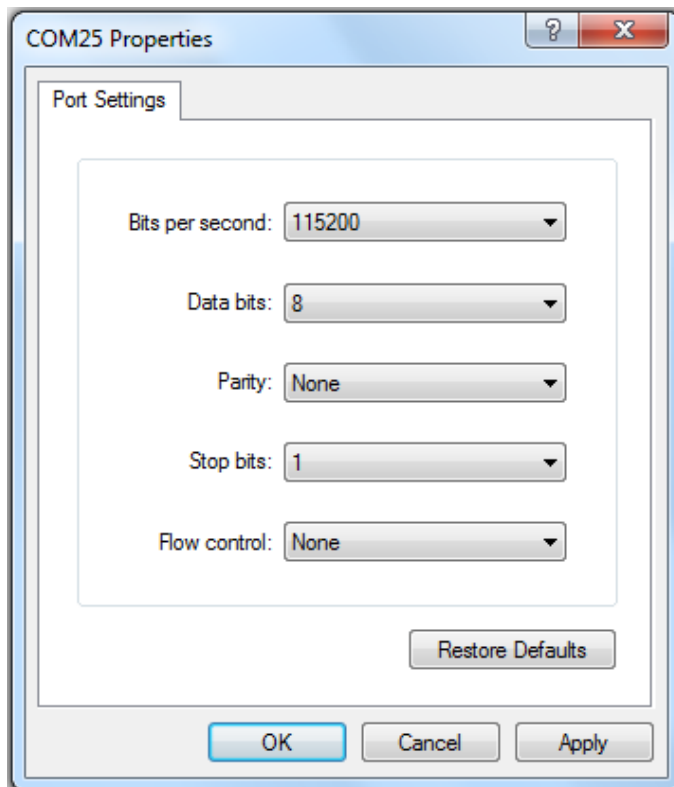 COM25 Properties
?
X
Port Settings
Bits per second: 115200
Data bits: 8
Parity: None
Stop bits: 1
Flow control: None
Restore Defaults
OK Cancel Apply